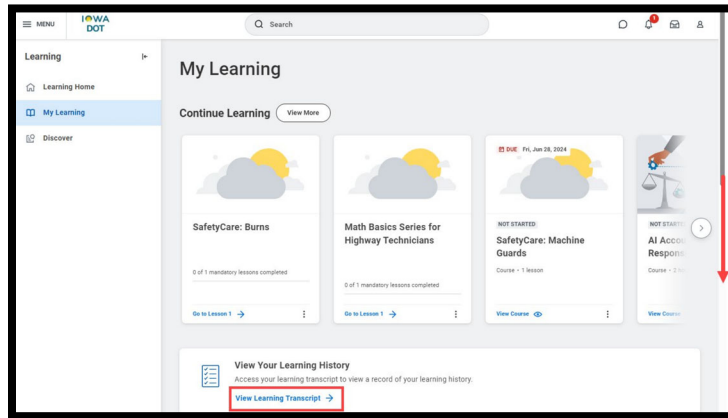 MENU
IOWA
DOT
Search
1
Learning
Learning Home
My Learning
Discover
My Learning
Continue Learning
View More
SafetyCare: Burns
0 of 1 mandatory lessons completed
Go to Lesson 1
Math Basics Series for
Highway Technicians
0 of 1 mandatory lessons completed
Go to Lesson 1
DUE Fri, Jun 28, 2024
NOT STARTED
SafetyCare: Machine
Guards
Course • 1 lesson
View Course
NOT
AI
Course
View Course
View Your Learning History
Access your learning transcript to view a record of your learning history.
View Learning Transcript